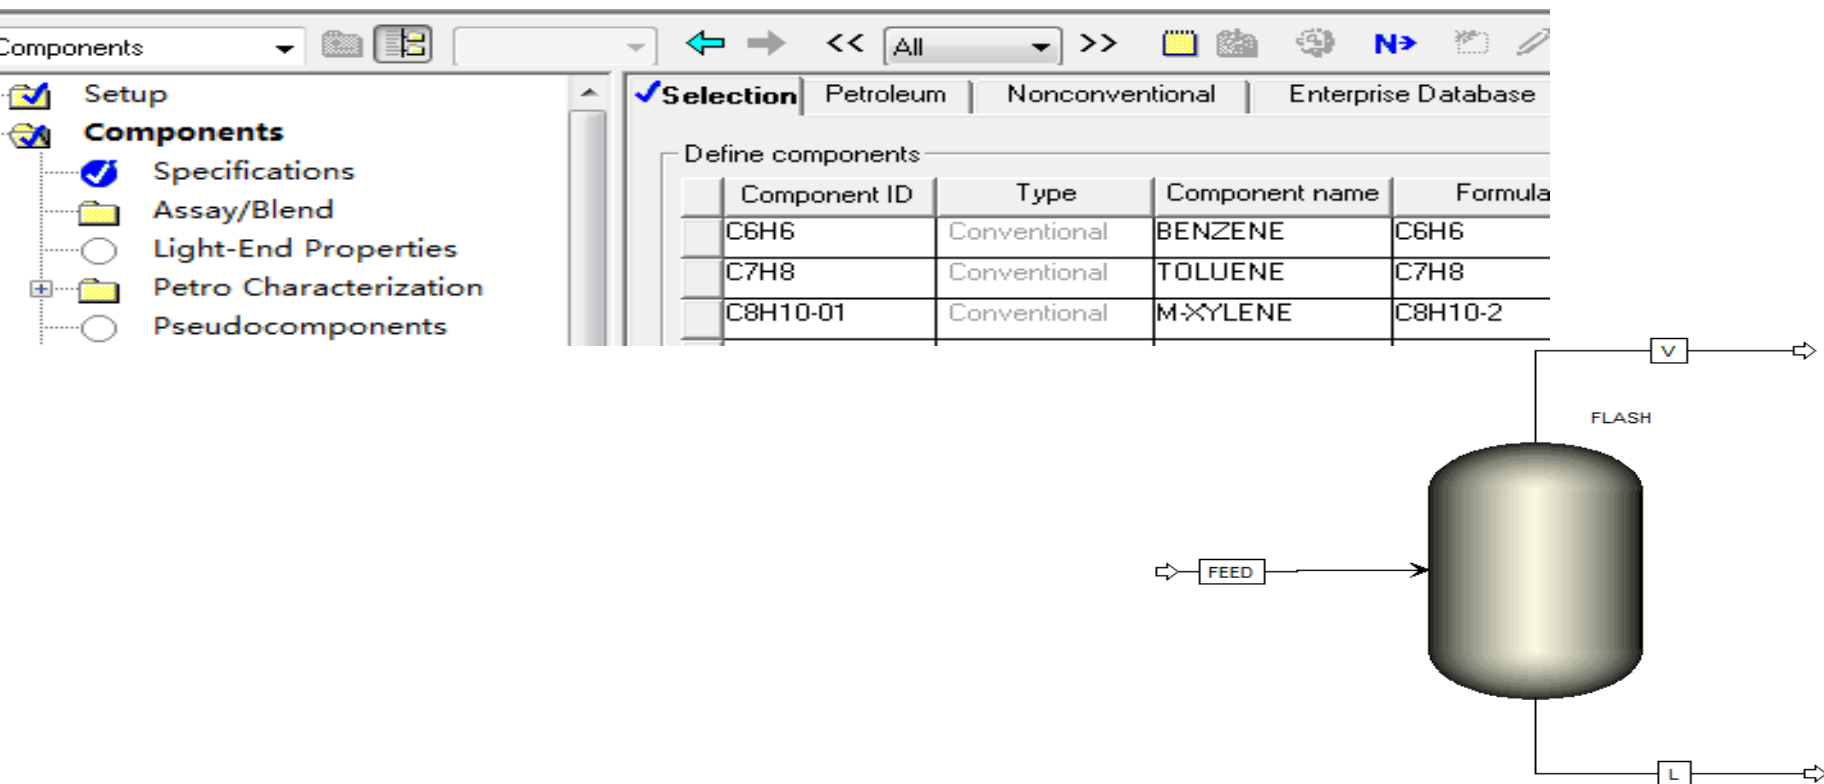 Components All << >> N
Setup
Components
Specifications
Assay/Blend
Light-End Properties
Petro Characterization
Pseudocomponents
Selection Petroleum Nonconventional Enterprise Database
Define components
Component ID Type Component name Formula
C6H6 Conventional BENZENE C6H6
C7H8 Conventional TOLUENE C7H8
C8H10-01 Conventional M-XYLENE C8H10-2
V
FLASH
FEED
L